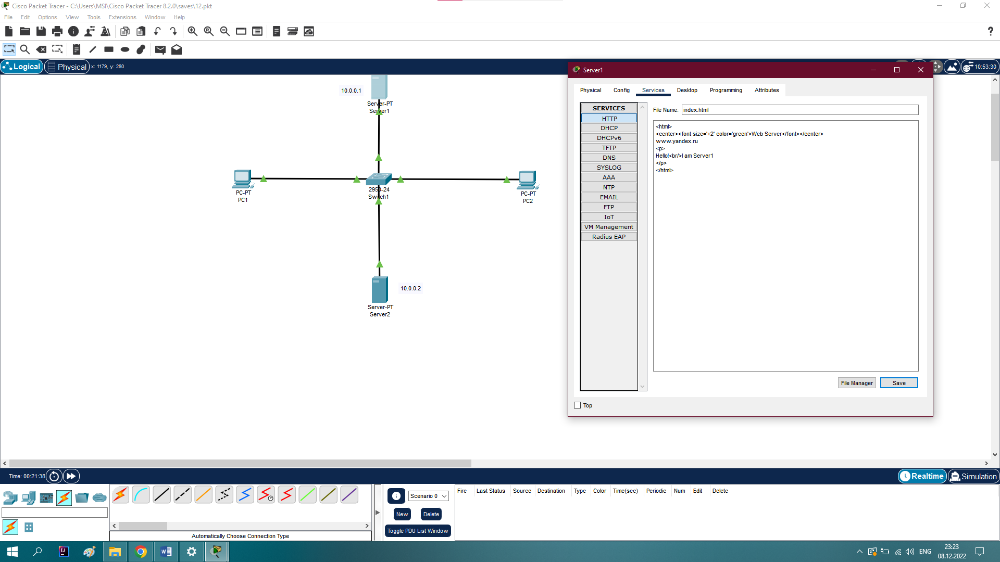 Cisco Packet Tracer - C:\Users\MSI\Cisco Packet Tracer 8.2.0\saves\12.pkt
File Edit Options View Tools Extensions Window Help
Logical Physical x: 1179, y: 280
10:53:30
10.0.0.1
Server-PT
Server1
PC-PT
PC1
2950-24
Switch1
PC-PT
PC2
10.0.0.2
Server-PT
Server2
Server1
Physical Config Services Desktop Programming Attributes
SERVICES
HTTP
DHCP
DHCPv6
TFTP
DNS
SYSLOG
AAA
NTP
EMAIL
FTP
IoT
VM Management
Radius EAP
File Name: index.html
<html>
<center><font size='+2' color='green'>Web Server</font></center>
www.yandex.ru
<p>
Hello!<br/>I am Server1
</p>
</html>
File Manager Save
Top
Time: 00:21:38
Realtime Simulation
Automatically Choose Connection Type
Scenario 0
New Delete
Toggle PDU List Window
Fire Last Status Source Destination Type Color Time(sec) Periodic Num Edit Delete
IJ
ENG
23:23
08.12.2022